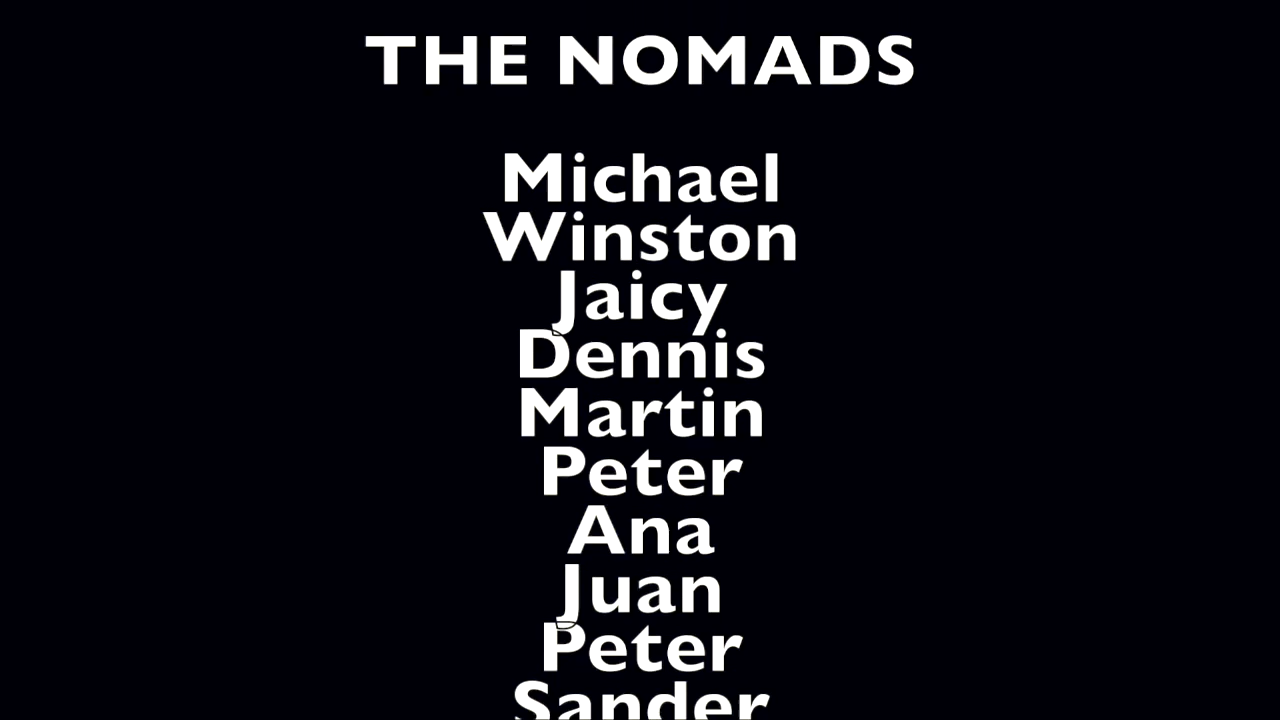 THE NOMADS
Michael
Winston
Jaicy
Dennis
Martin
Peter
Ana
Juan
Peter
Sander